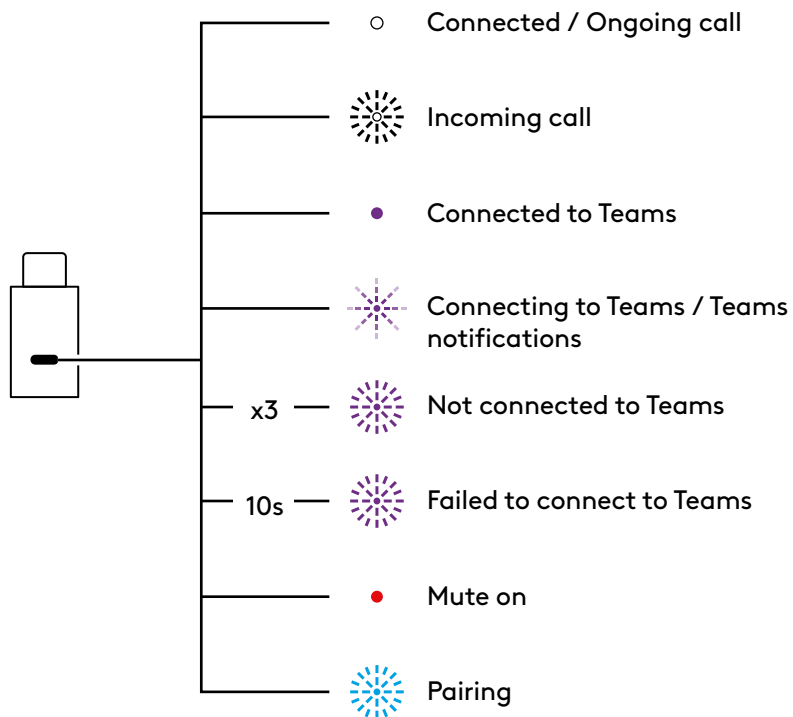 Connected / Ongoing call
Incoming call
Connected to Teams
Connecting to Teams / Teams
notifications
x3 Not connected to Teams
10s Failed to connect to Teams
Mute on
Pairing